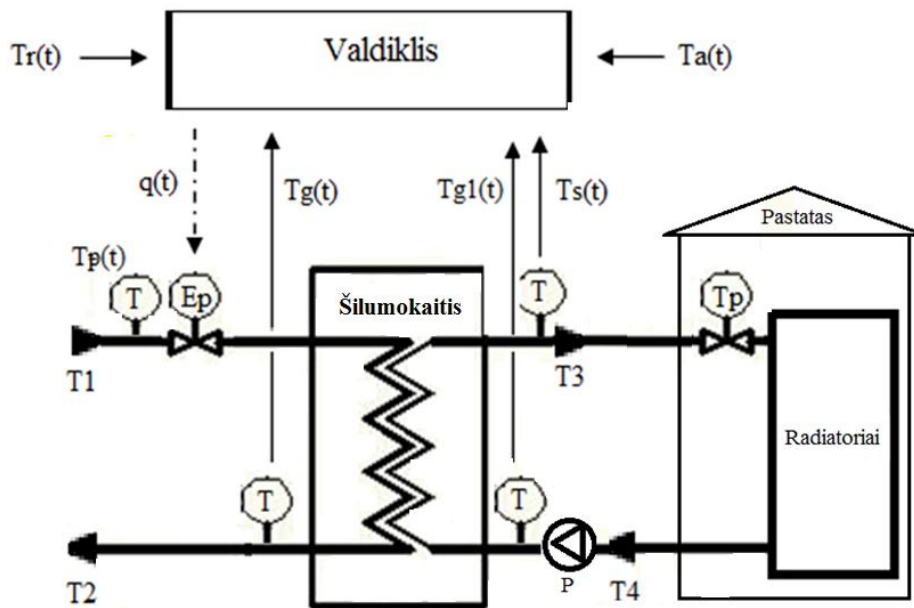 Valdiklis
Tr(t)
Ta(t)
q(t)
Tg(t)
Tg1(t)
Ts(t)
Pastatas
Tp(t)
T
Ep
Šilumokaitis
T
Tp
T1
T3
Radiatoriai
T
T
T2
P
T4